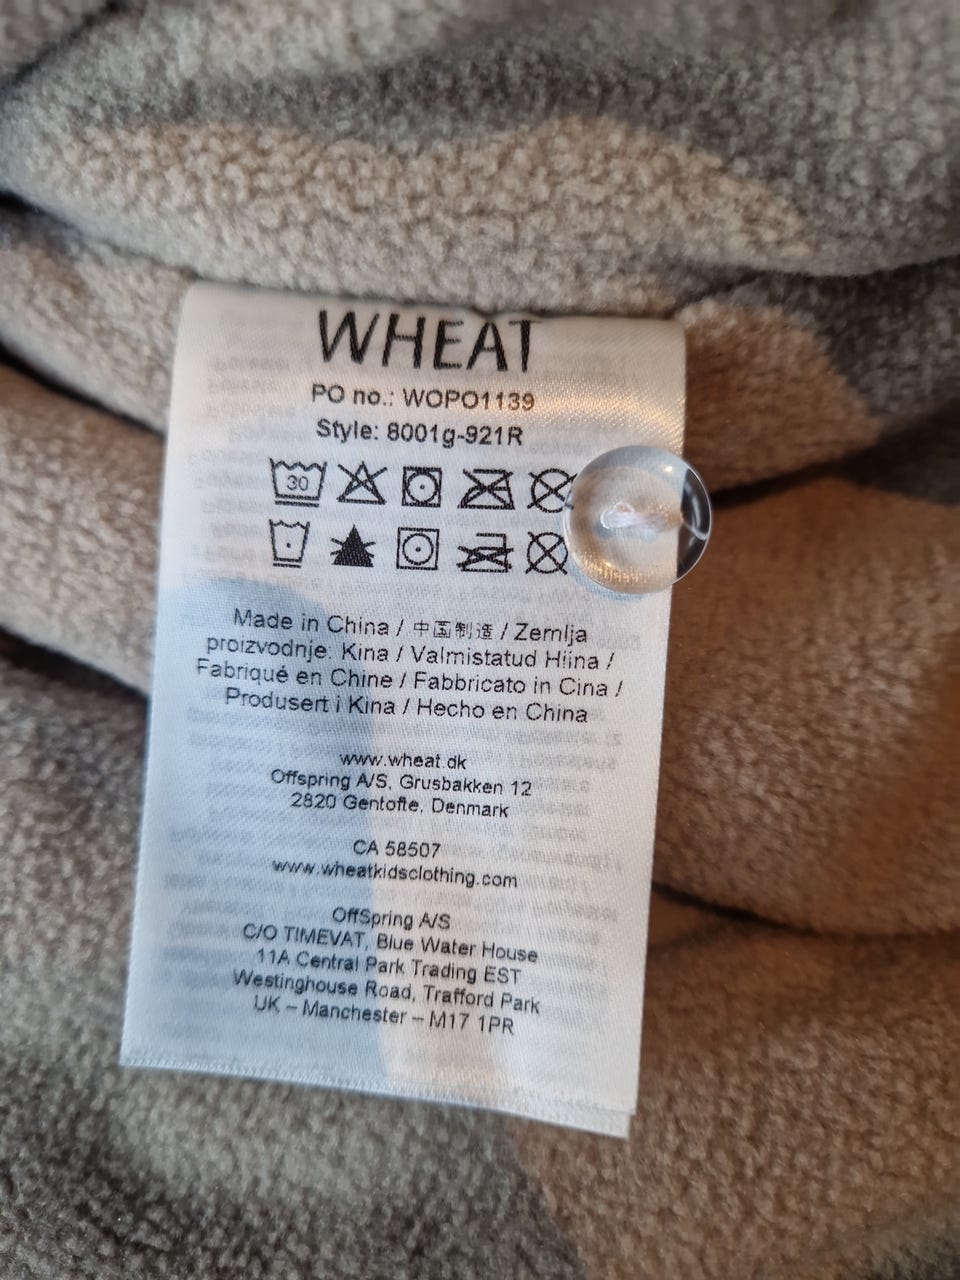 WHEAT
PO no.: WOPO1139
Style: 8001g-921R
30
Made in China / 中国制造 / Zemlja
proizvodnje: Kina / Valmistatud Hiina /
Fabriqué en Chine / Fabbricato in Cina /
Produsert i Kina / Hecho en China
www.wheat.dk
Offspring A/S, Grusbakken 12
2820 Gentofte, Denmark
CA 58507
www.wheatkidsclothing.com
OffSpring A/S
C/O TIMEVAT, Blue Water House
11A Central Park Trading EST
Westinghouse Road, Trafford Park
UK – Manchester – M17 1PR